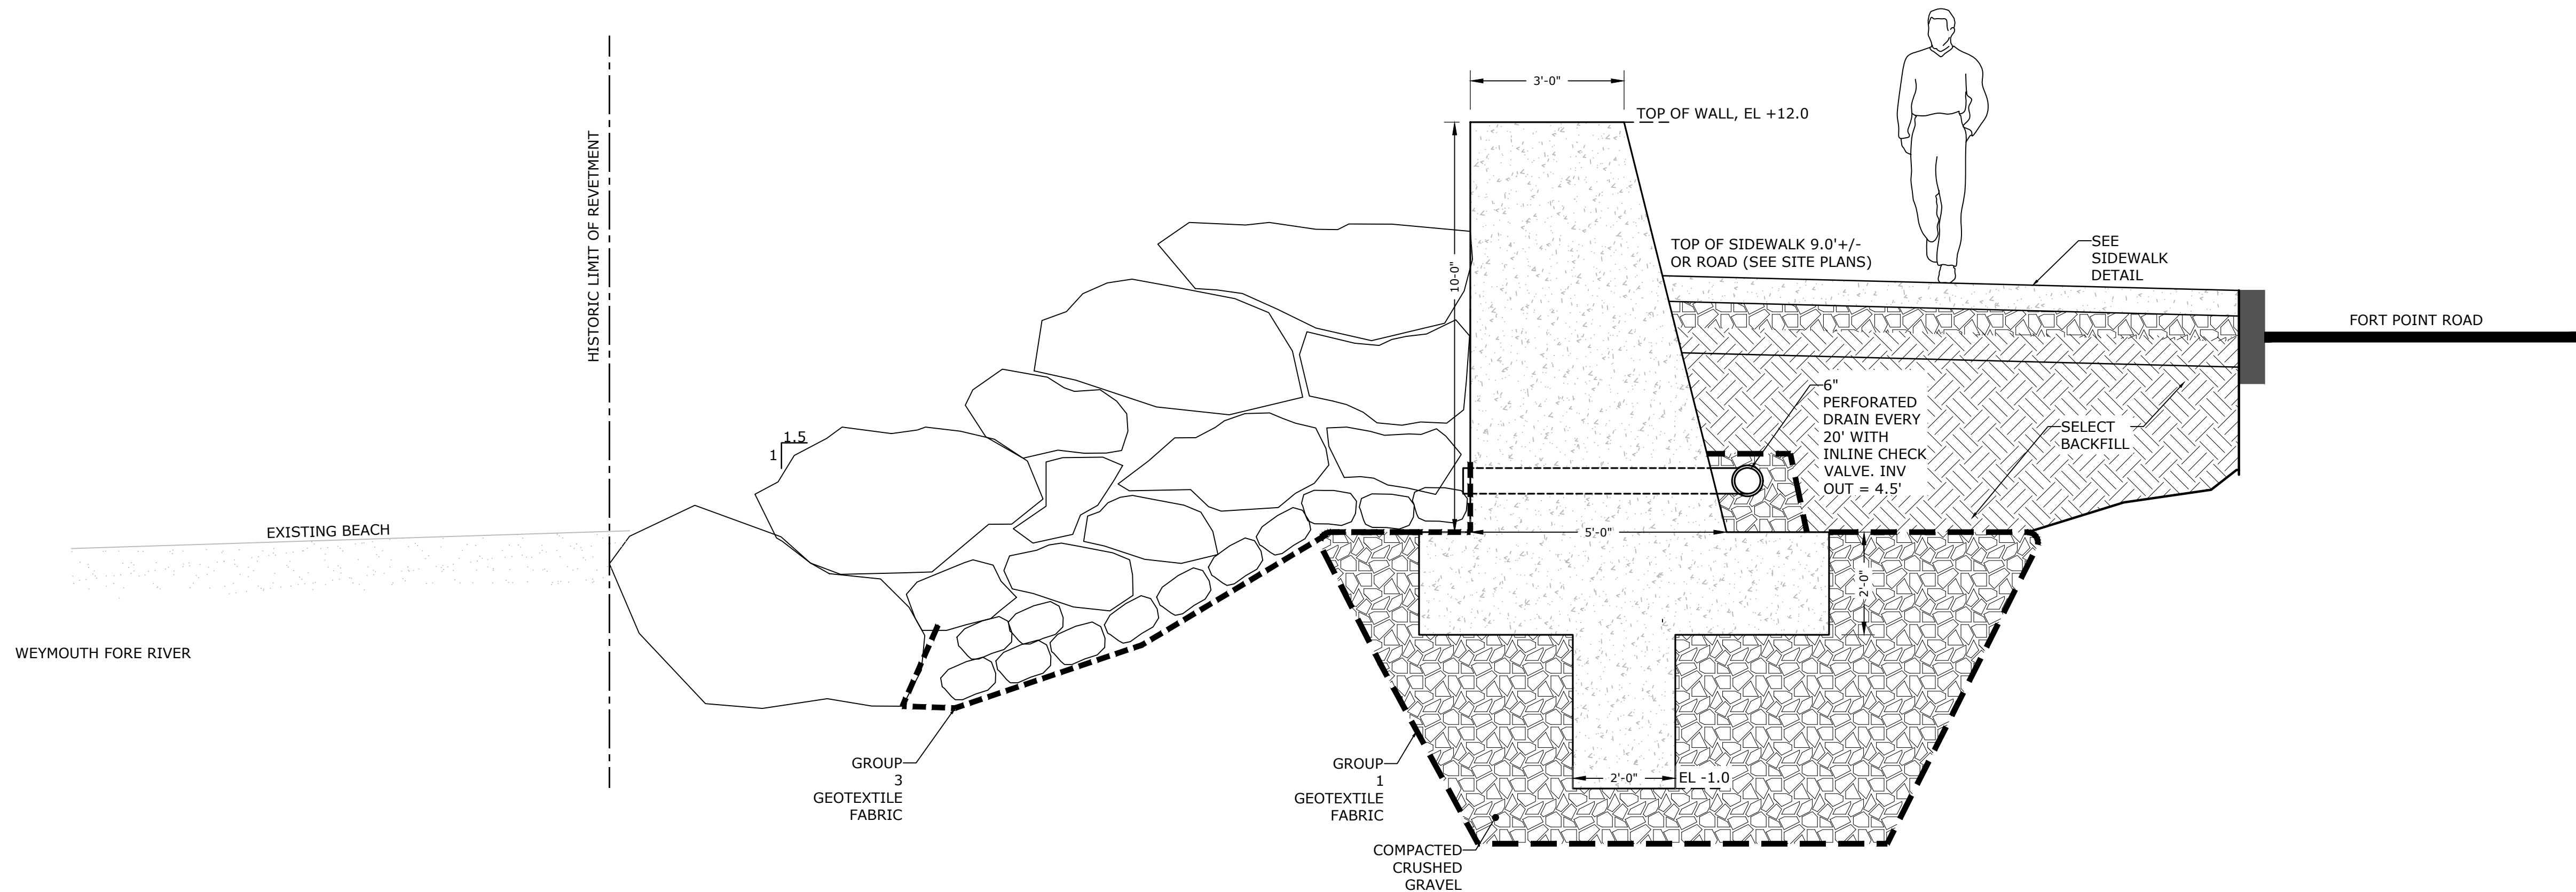 3'-0"
TOP OF WALL, EL +12.0
HISTORIC LIMIT OF REVETMENT
10'-0"
TOP OF SIDEWALK 9.0'+/-
OR ROAD (SEE SITE PLANS)
SEE
SIDEWALK
DETAIL
FORT POINT ROAD
6"
PERFORATED
DRAIN EVERY
20' WITH
INLINE CHECK
VALVE. INV
OUT = 4.5'
SELECT
BACKFILL
1.5
1
EXISTING BEACH
5'-0"
2'-0"
WEYMOUTH FORE RIVER
GROUP
3
GEOTEXTILE
FABRIC
GROUP
1
GEOTEXTILE
FABRIC
2'-0"
EL -1.0
COMPACTED
CRUSHED
GRAVEL